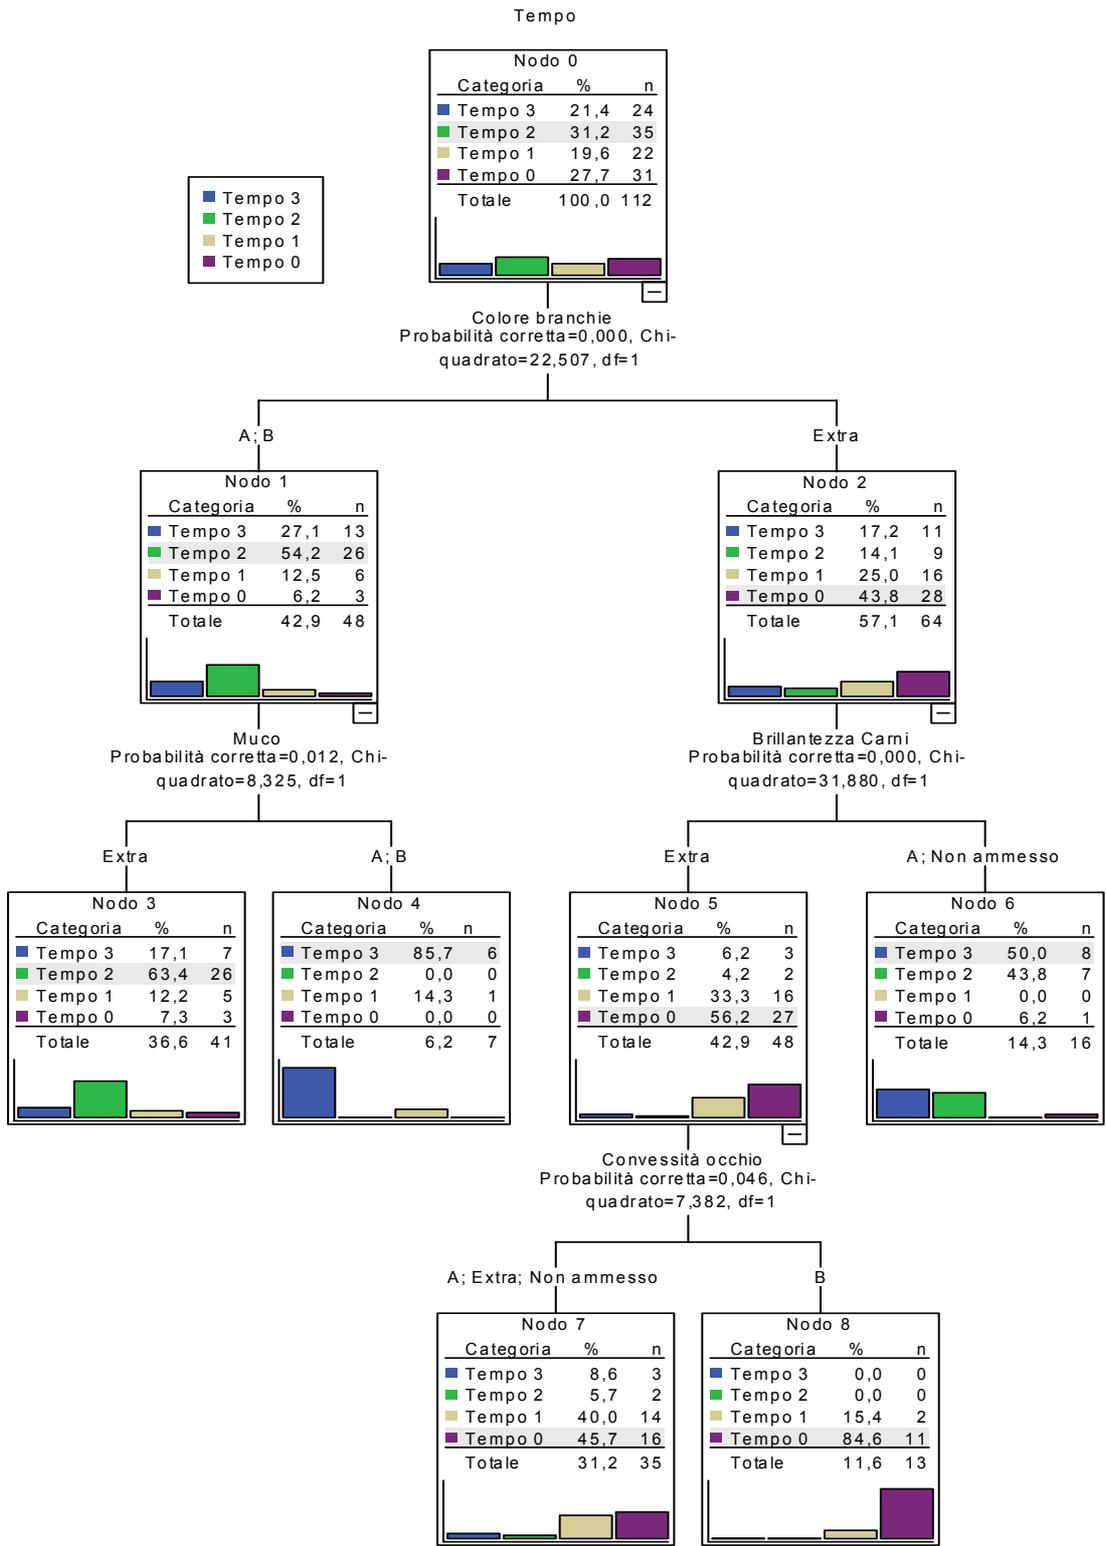 Tempo
Nodo 0
Categoria % n
Tempo 3 21,4 24
Tempo 2 31,2 35
Tempo 1 19,6 22
Tempo 0 27,7 31
Totale 100,0 112
Tempo 3
Tempo 2
Tempo 1
Tempo 0
Colore branchie
Probabilità corretta=0,000, Chi-
quadrato=22,507, df=1
A; B
Extra
Nodo 1
Categoria % n
Tempo 3 27,1 13
Tempo 2 54,2 26
Tempo 1 12,5 6
Tempo 0 6,2 3
Totale 42,9 48
Nodo 2
Categoria % n
Tempo 3 17,2 11
Tempo 2 14,1 9
Tempo 1 25,0 16
Tempo 0 43,8 28
Totale 57,1 64
Muco
Probabilità corretta=0,012, Chi-
quadrato=8,325, df=1
Brillantezza Carni
Probabilità corretta=0,000, Chi-
quadrato=31,880, df=1
Extra
A; B
Extra
A; Non ammesso
Nodo 3
Categoria % n
Tempo 3 17,1 7
Tempo 2 63,4 26
Tempo 1 12,2 5
Tempo 0 7,3 3
Totale 36,6 41
Nodo 4
Categoria % n
Tempo 3 85,7 6
Tempo 2 0,0 0
Tempo 1 14,3 1
Tempo 0 0,0 0
Totale 6,2 7
Nodo 5
Categoria % n
Tempo 3 6,2 3
Tempo 2 4,2 2
Tempo 1 33,3 16
Tempo 0 56,2 27
Totale 42,9 48
Nodo 6
Categoria % n
Tempo 3 50,0 8
Tempo 2 43,8 7
Tempo 1 0,0 0
Tempo 0 6,2 1
Totale 14,3 16
Convessità occhio
Probabilità corretta=0,046, Chi-
quadrato=7,382, df=1
A; Extra; Non ammesso
B
Nodo 7
Categoria % n
Tempo 3 8,6 3
Tempo 2 5,7 2
Tempo 1 40,0 14
Tempo 0 45,7 16
Totale 31,2 35
Nodo 8
Categoria % n
Tempo 3 0,0 0
Tempo 2 0,0 0
Tempo 1 15,4 2
Tempo 0 84,6 11
Totale 11,6 13